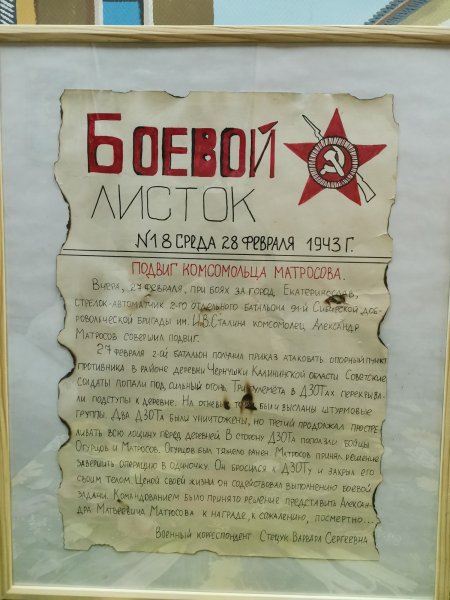 БОЕВОЙ
ЛИСТОК
№18 СРЕДА 28 ФЕВРАЛЯ 1943 Г.
ПОДВИГ КОМСОМОЛЬЦА МАТРОСОВА.
ВЧЕРА, 27 ФЕВРАЛЯ, ПРИ БОЯХ ЗА ГОРОД ЕКАТЕРИНОСЛАВ,
СТРЕЛОК-АВТОМАТЧИК 2-ГО ОТДЕЛЬНОГО БАТАЛЬОНА 91-Й СИБИРСКОЙ ДОБ-
РОВОЛЬЧЕСКОЙ БРИГАДЫ ИМ. И.В. СТАЛИНА КОМСОМОЛЕЦ АЛЕКСАНДР
МАТРОСОВ СОВЕРШИЛ ПОДВИГ.
27 ФЕВРАЛЯ 2-ОЙ БАТАЛЬОН ПОЛУЧИЛ ПРИКАЗ АТАКОВАТЬ ОПОРНЫЙ ПУНКТ
ПРОТИВНИКА В РАЙОНЕ ДЕРЕВНИ ЧЕРНУШКИ КАЛИНИНСКОЙ ОБЛАСТИ СОВЕТСКИЕ
СОЛДАТЫ ПОПАЛИ ПОД СИЛЬНЫЙ ОГОНЬ. ТРИ ПУЛЕМЕТА В ДЗОТАХ ПЕРЕКРЫВА-
ЛИ ПОДСТУПЫ К ДЕРЕВНЕ. НА ОГНЕВЫЕ БЫЛИ ВЫСЛАНЫ ШТУРМОВЫЕ
ГРУППЫ. ДВА ДЗОТА БЫЛИ УНИЧТОЖЕНЫ, НО ТРЕТИЙ ПРОДОЛЖАЛ ПРОСТРЕ-
ЛИВАТЬ ВСЮ ЛОЩИНУ ПЕРЕД ДЕРЕВНЕЙ. В СТОРОНУ ДЗОТА ПОПОЛЗЛИ БОЙЦЫ
ОГУРЦОВ И МАТРОСОВ. ОГУРЦОВ БЫЛ ТЯЖЕЛО РАНЕН МАТРОСОВ ПРИНЯЛ РЕШЕНИЕ
ЗАВЕРШИТЬ ОПЕРАЦИЮ В ОДИНОЧКУ. ОН БРОСИЛСЯ К ДЗОТУ И ЗАКРЫЛ ЕГО
СВОИМ ТЕЛОМ. ЦЕНОЙ СВОЕЙ ЖИЗНИ ОН СОДЕЙСТВОВАЛ ВЫПОЛНЕНИЮ БОЕВОЙ
ЗАДАЧИ. КОМАНДОВАНИЕМ БЫЛО ПРИНЯТО РЕШЕНИЕ ПРЕДСТАВИТЬ АЛЕКСАН-
ДРА МАТВЕЕВИЧА МАТРОСОВА К НАГРАДЕ, К СОЖАЛЕНИЮ, ПОСМЕРТНО...
ВОЕННЫЙ КОРРЕСПОНДЕНТ СТЕЦУК ВАРВАРА СЕРГЕЕВНА